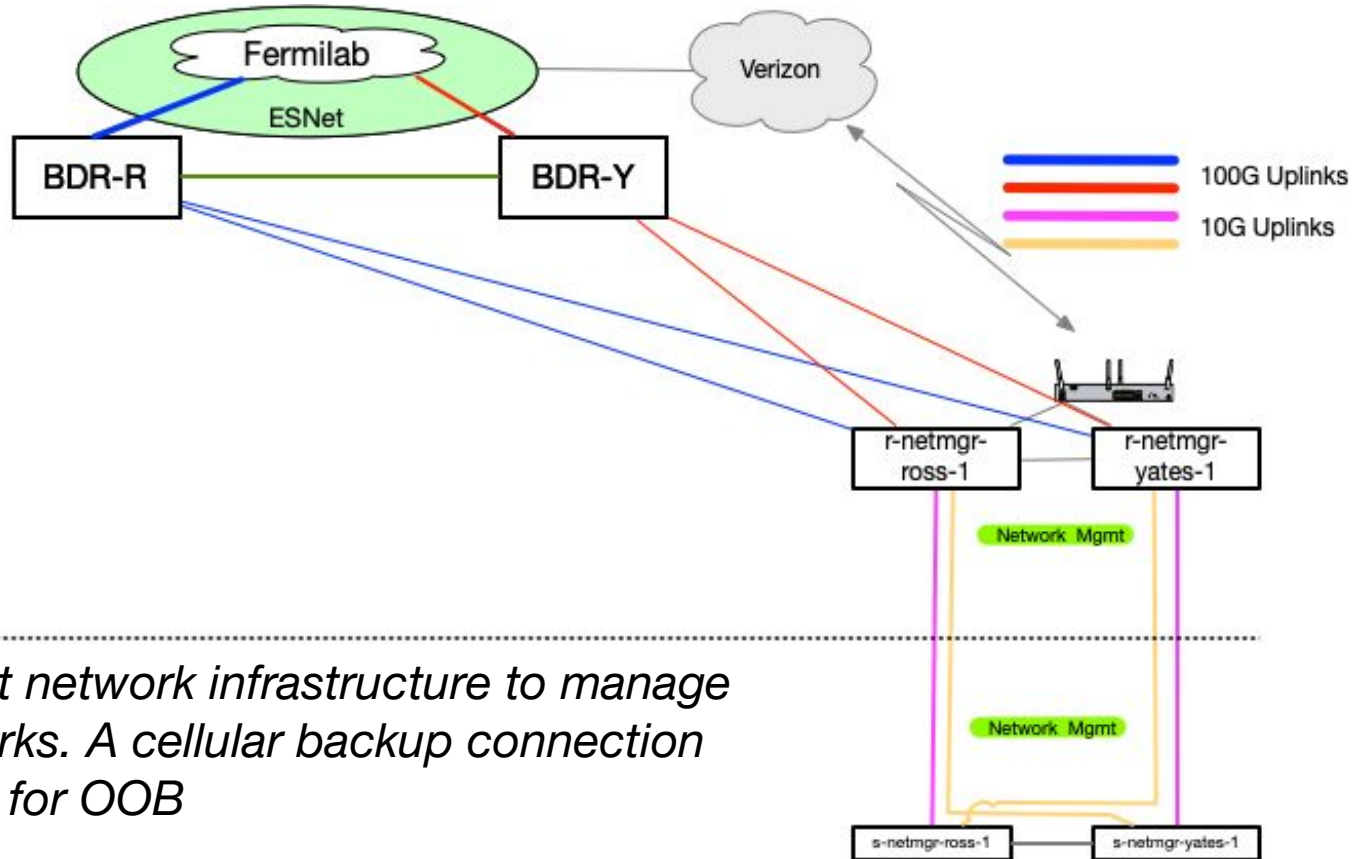 Fermilab
ESNet
Verizon
BDR-R
BDR-Y
100G Uplinks
10G Uplinks
r-netmgr-
ross-1
r-netmgr-
yates-1
Network Mgmt
t network infrastructure to manage
rks. A cellular backup connection
for OOB
Network Mgmt
s-netmgr-ross-1
s-netmgr-yates-1